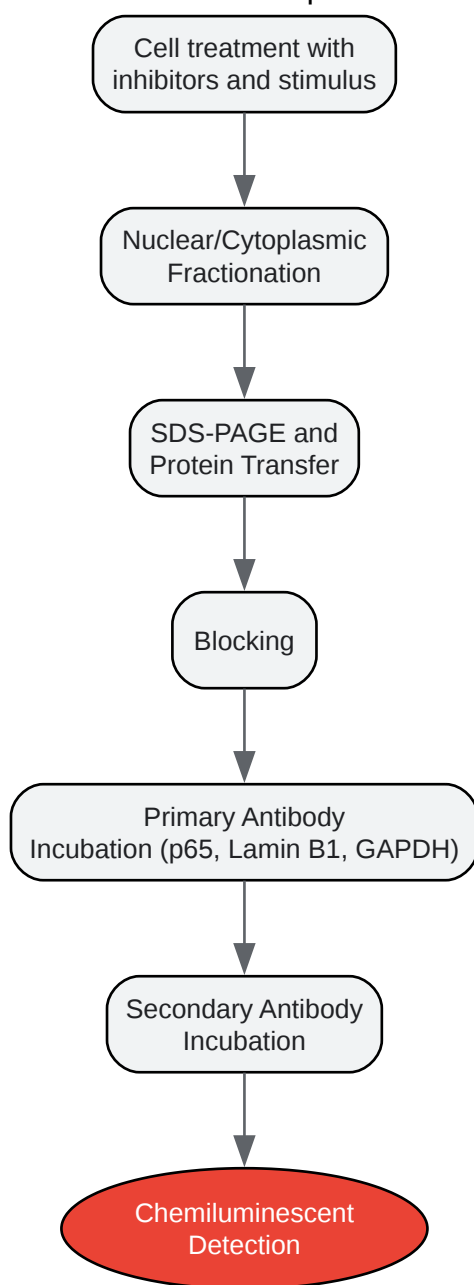 Cell treatment with
inhibitors and stimulus
Nuclear/Cytoplasmic
Fractionation
SDS-PAGE and
Protein Transfer
Blocking
Primary Antibody
Incubation (p65, Lamin B1, GAPDH)
Secondary Antibody
Incubation
Chemiluminescent
Detection